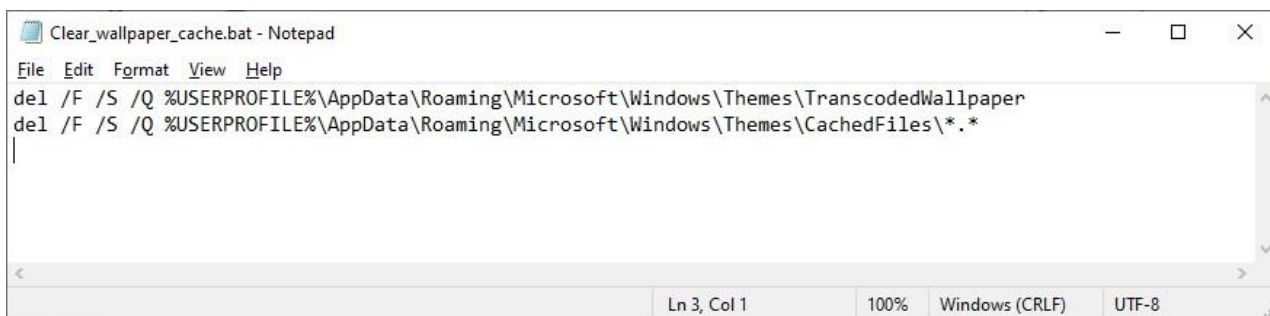 Clear_wallpaper_cache.bat - Notepad
File Edit Format View Help
del /F /S /Q %USERPROFILE%\AppData\Roaming\Microsoft\Windows\Themes\TranscodedWallpaper
del /F /S /Q %USERPROFILE%\AppData\Roaming\Microsoft\Windows\Themes\CachedFiles\*.*
Ln 3, Col 1 100% Windows (CRLF) UTF-8